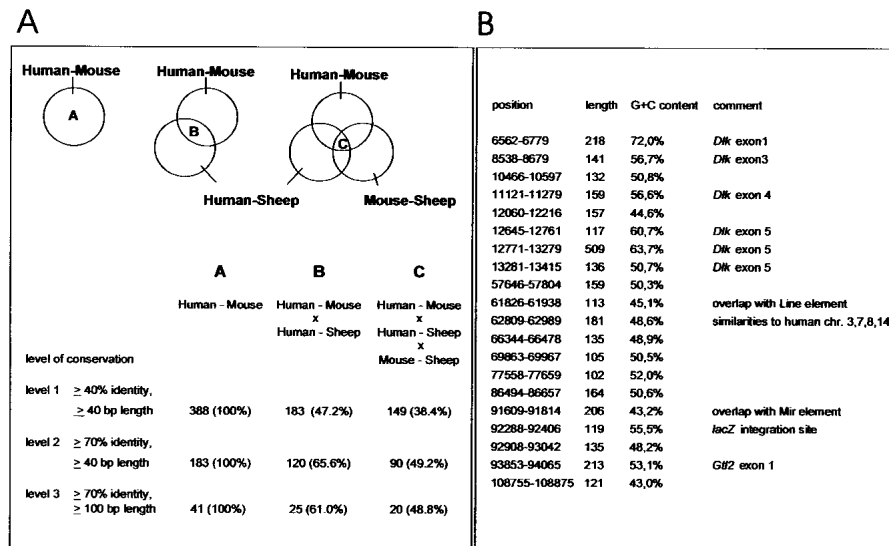 A
Human-Mouse
Human-Mouse
Human-Mouse
A
B
C
Human-Sheep
Mouse-Sheep
A B C
Human - Mouse Human - Mouse Human - Mouse
x x
Human - Sheep Human - Sheep
x
level of conservation Mouse - Sheep
level 1 ≥ 40% identity,
≥ 40 bp length 388 (100%) 183 (47.2%) 149 (38.4%)
level 2 ≥ 70% identity,
≥ 40 bp length 183 (100%) 120 (65.6%) 90 (49.2%)
level 3 ≥ 70% identity,
≥ 100 bp length 41 (100%) 25 (61.0%) 20 (48.8%)
B
position length G+C content comment
6562-6779 218 72,0% Dlk exon1
8538-8679 141 56,7% Dlk exon3
10466-10597 132 50,8%
11121-11279 159 56,6% Dlk exon 4
12060-12216 157 44,6%
12645-12761 117 60,7% Dlk exon 5
12771-13279 509 63,7% Dlk exon 5
13281-13415 136 50,7% Dlk exon 5
57646-57804 159 50,3%
61826-61938 113 45,1% overlap with Line element
62809-62989 181 48,6% similarities to human chr. 3,7,8,14
66344-66478 135 48,9%
69863-69967 105 50,5%
77558-77659 102 52,0%
86494-86657 164 50,6%
91609-91814 206 43,2% overlap with Mir element
92288-92406 119 55,5% lacZ integration site
92908-93042 135 48,2%
93853-94065 213 53,1% Gtl2 exon 1
108755-108875 121 43,0%